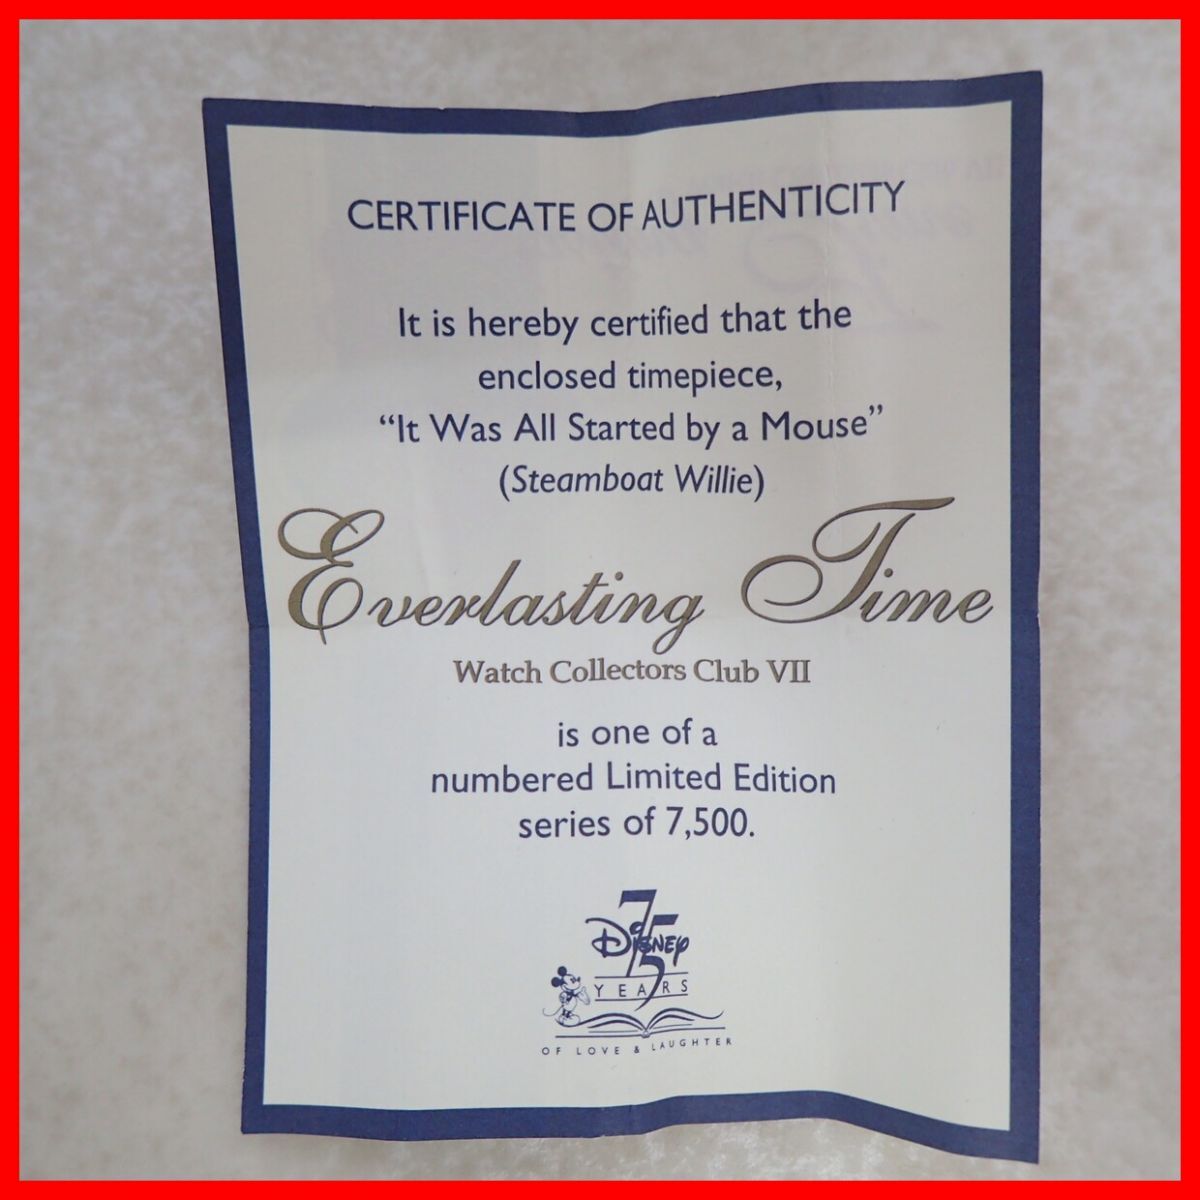 CERTIFICATE OF AUTHENTICITY
It is hereby certified that the
enclosed timepiece,
“It Was All Started by a Mouse”
(Steamboat Willie)
Everlasting Time
Watch Collectors Club VII
is one of a
numbered Limited Edition
series of 7,500.
75
Disney
YEARS
OF LOVE & LAUGHTER